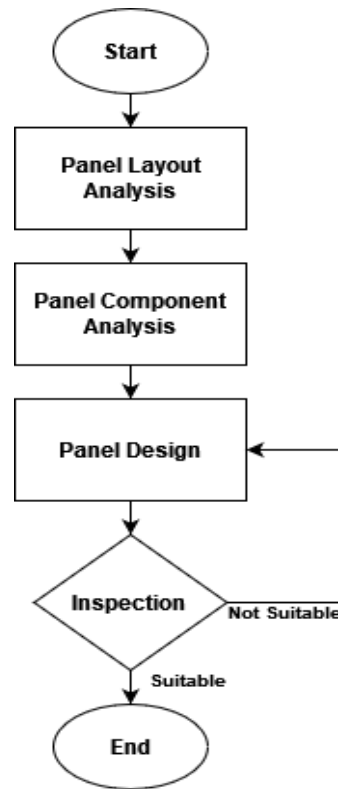 Start
Panel Layout
Analysis
Panel Component
Analysis
Panel Design
Inspection
Not Suitable
Suitable
End